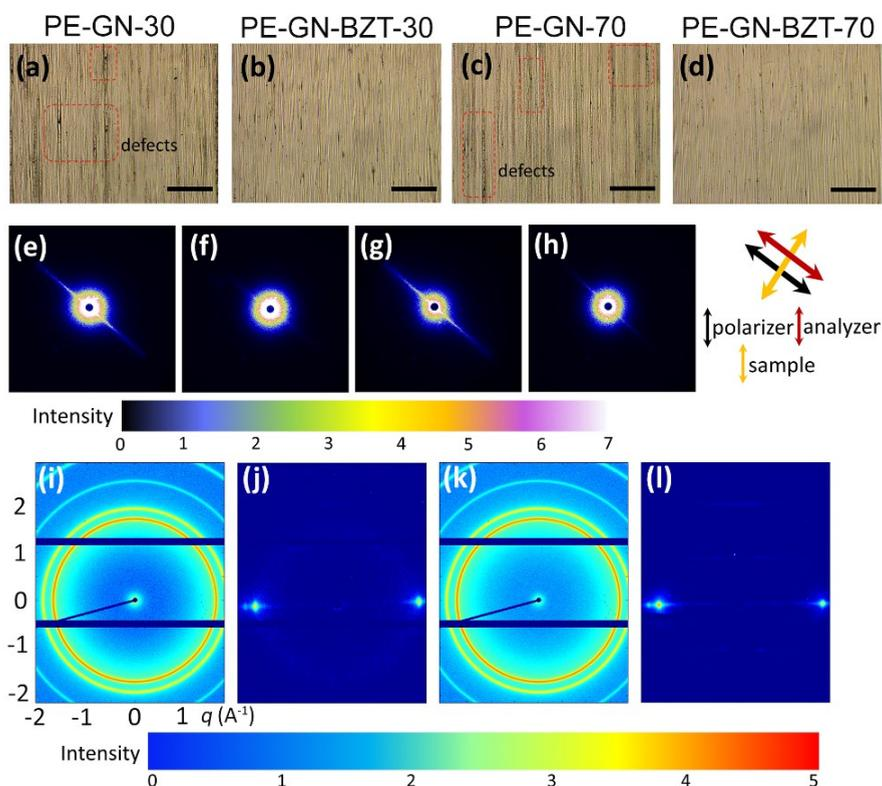 PE-GN-30 PE-GN-BZT-30 PE-GN-70 PE-GN-BZT-70
(a) (b) (c) (d)
defects
defects
(e) (f) (g) (h)
polarizer analyzer
sample
Intensity
0 1 2 3 4 5 6 7
(i) (j) (k) (l)
2
1
0
-1
-2
-2 -1 0 1 q (A⁻¹)
Intensity
0 1 2 3 4 5